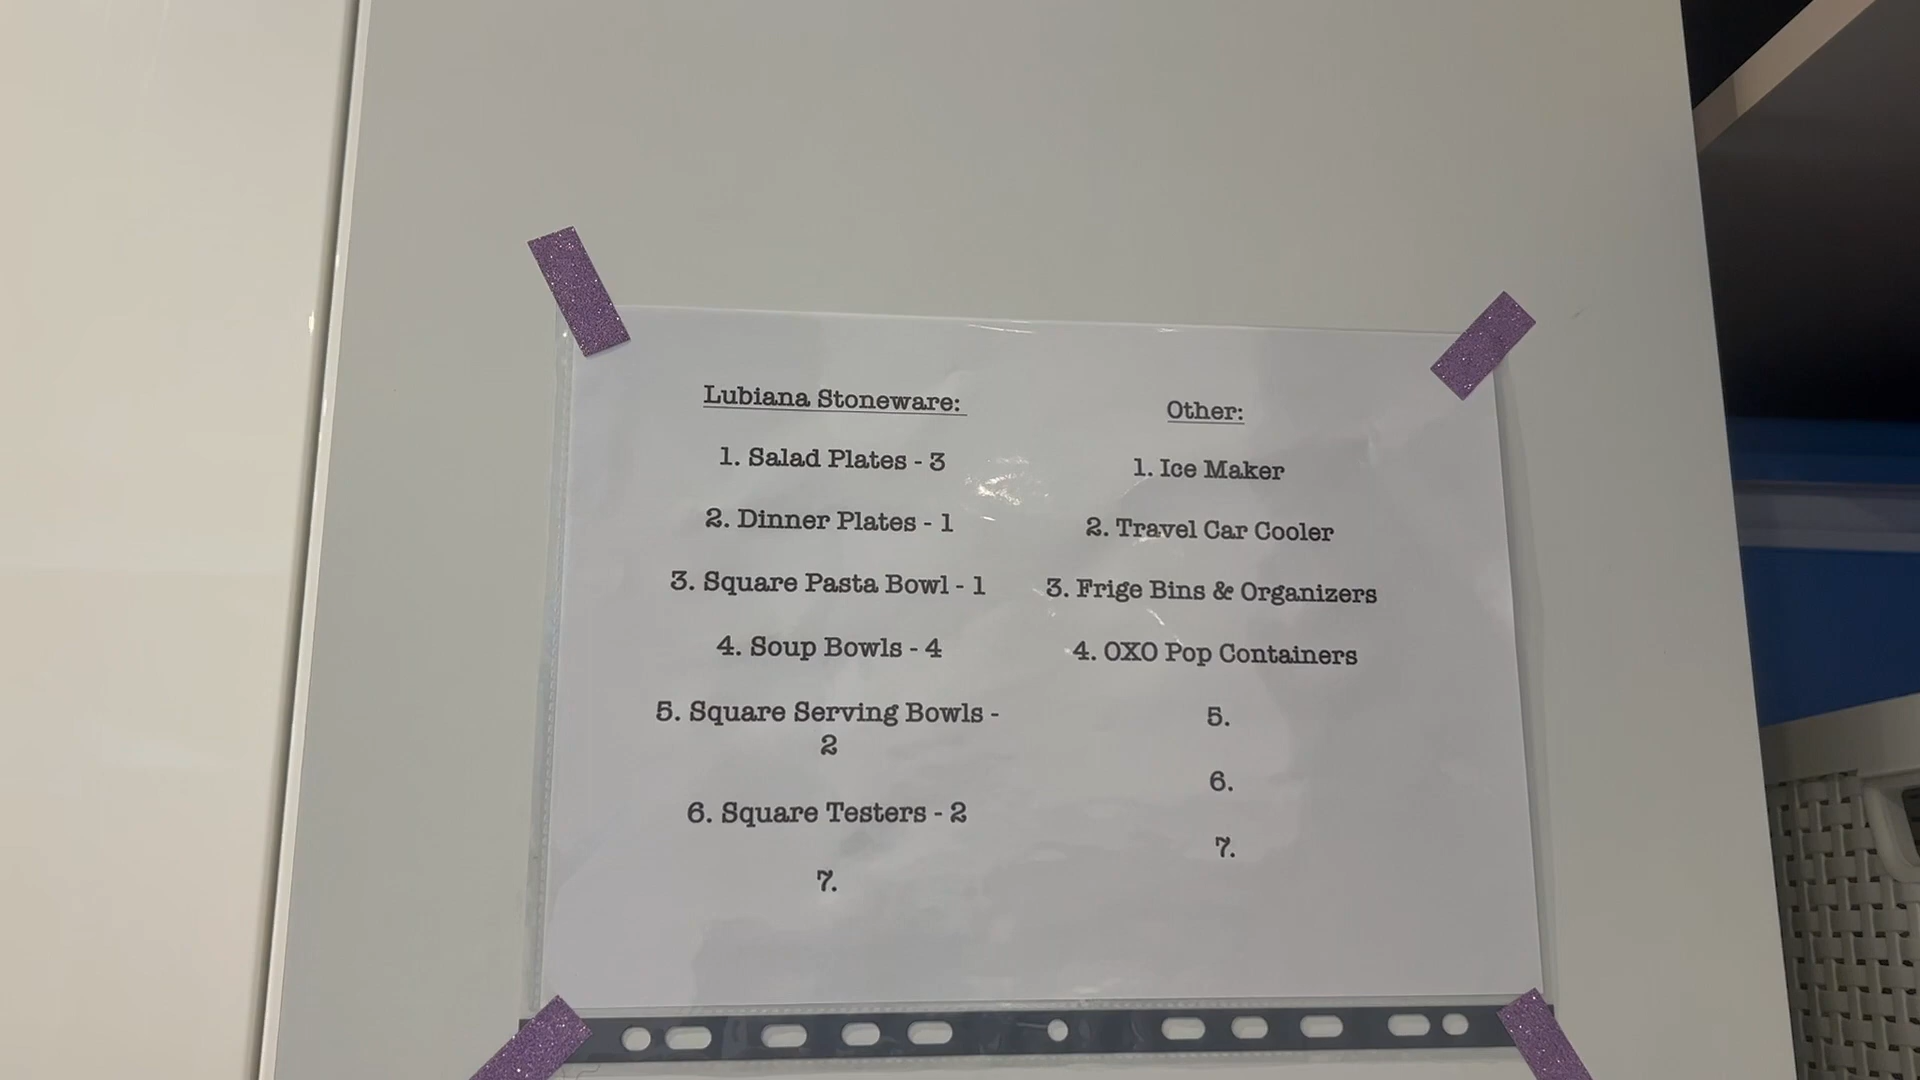 Lubiana Stoneware:
1. Salad Plates - 3
2. Dinner Plates - 1
3. Square Pasta Bowl - 1
4. Soup Bowls - 4
5. Square Serving Bowls -
2
6. Square Testers - 2
7.
Other:
1. Ice Maker
2. Travel Car Cooler
3. Frige Bins & Organizers
4. OXO Pop Containers
5.
6.
7.